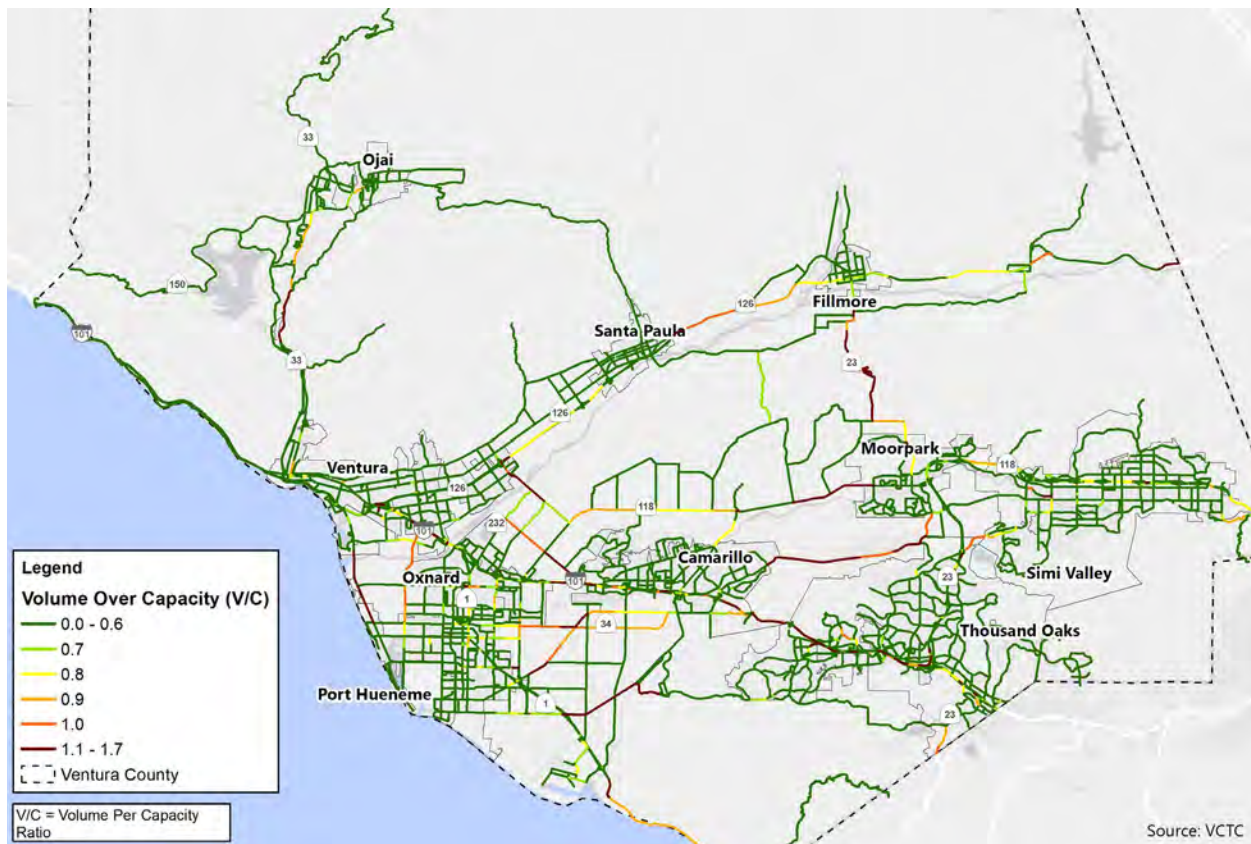 33
Ojai
150
126
Fillmore
101
Santa Paula
33
23
126
Moorpark
118
Ventura
126
118
232
101
Camarillo
101
Oxnard
1
23
Simi Valley
34
Thousand Oaks
Port Hueneme
1
23
Legend
Volume Over Capacity (V/C)
0.0 - 0.6
0.7
0.8
0.9
1.0
1.1 - 1.7
Ventura County
V/C = Volume Per Capacity
Ratio
Source: VCTC